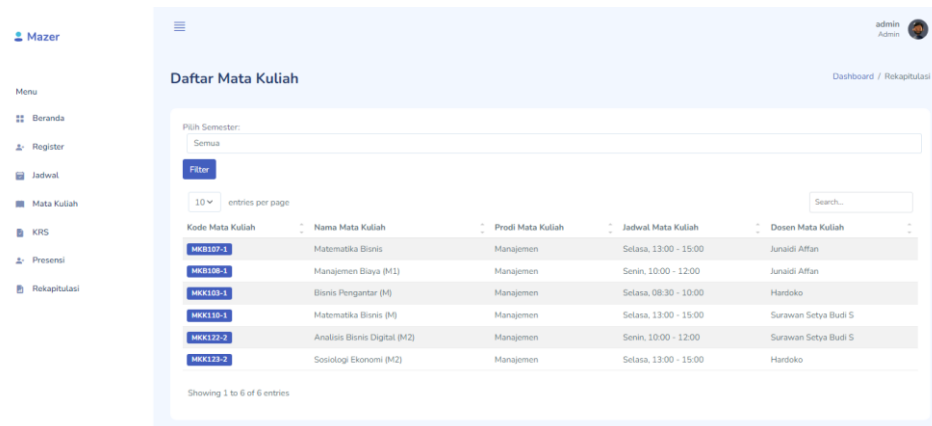 admin
Admin
Mazer
Daftar Mata Kuliah
Dashboard / Rekapitulasi
Menu
Beranda
Register
Jadwal
Mata Kuliah
KRS
Presensi
Rekapitulasi
Pilih Semester:
Semua
Filter
10 entries per page
Search...
Kode Mata Kuliah Nama Mata Kuliah Prodi Mata Kuliah Jadwal Mata Kuliah Dosen Mata Kuliah
MKB107-1 Matematika Bisnis Manajemen Selasa, 13:00 - 15:00 Junaidi Affan
MKB108-1 Manajemen Biaya (M1) Manajemen Senin, 10:00 - 12:00 Junaidi Affan
MKK103-1 Bisnis Pengantar (M) Manajemen Selasa, 08:30 - 10:00 Hardoko
MKK110-1 Matematika Bisnis (M) Manajemen Selasa, 13:00 - 15:00 Surawan Setya Budi S
MKK122-2 Analisis Bisnis Digital (M2) Manajemen Senin, 10:00 - 12:00 Surawan Setya Budi S
MKK123-2 Sosiologi Ekonomi (M2) Manajemen Selasa, 13:00 - 15:00 Hardoko
Showing 1 to 6 of 6 entries